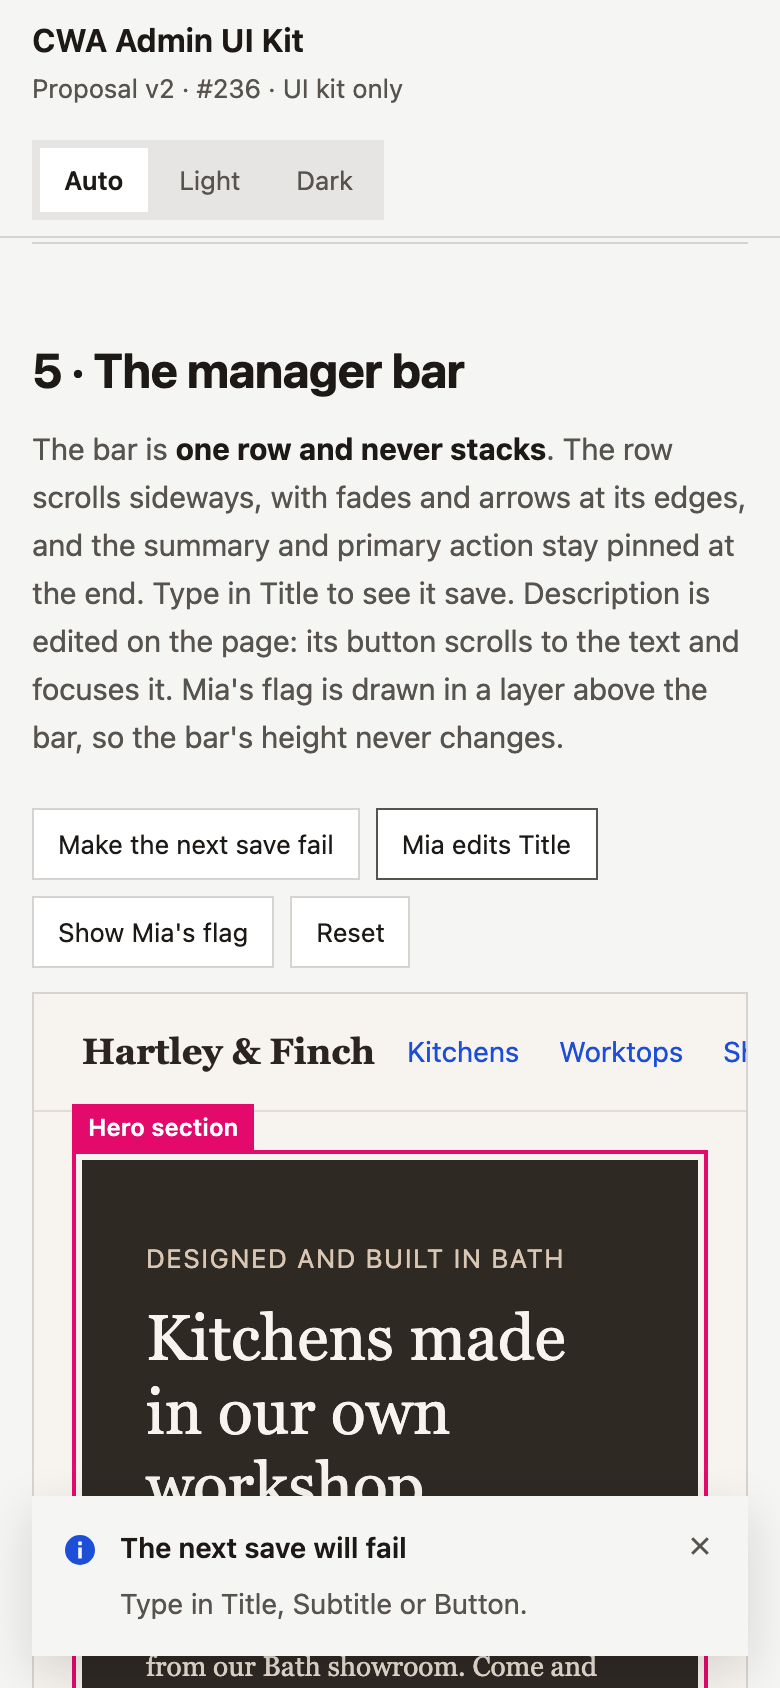 CWA Admin UI Kit
Proposal v2 · #236 · UI kit only
Auto Light Dark
5 · The manager bar
The bar is one row and never stacks. The row
scrolls sideways, with fades and arrows at its edges,
and the summary and primary action stay pinned at
the end. Type in Title to see it save. Description is
edited on the page: its button scrolls to the text and
focuses it. Mia's flag is drawn in a layer above the
bar, so the bar's height never changes.
Make the next save fail Mia edits Title
Show Mia's flag Reset
Hartley & Finch Kitchens Worktops
Hero section
DESIGNED AND BUILT IN BATH
Kitchens made
in our own
workshop
The next save will fail
Type in Title, Subtitle or Button.
from our Bath showroom. Come and